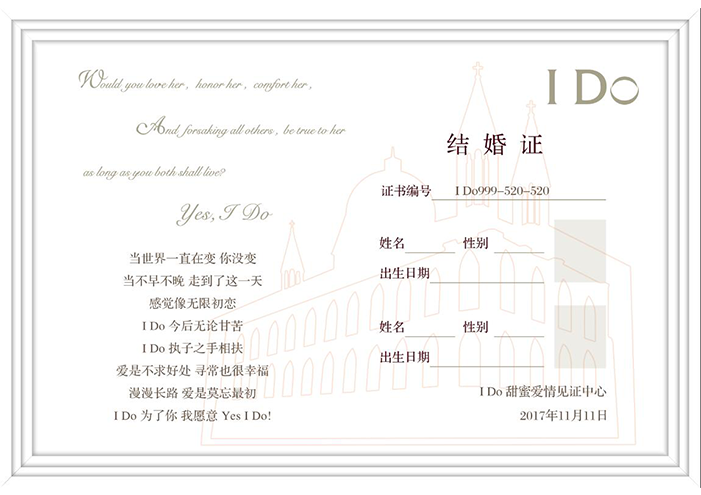 Would you love her, honor her, comfort her,
And forsaking all others, be true to her
as long as you both shall live?
Yes, I Do
当世界一直在变 你没变
当不早不晚 走到了这一天
感觉像无限初恋
I Do 今后无论甘苦
I Do 执子之手相扶
爱是不求好处 寻常也很幸福
漫漫长路 爱是莫忘最初
I Do 为了你 我愿意 Yes I Do!
I DO
结婚证
证书编号 I Do999-520-520
姓名 性别
出生日期
姓名 性别
出生日期
I Do 甜蜜爱情见证中心
2017年11月11日